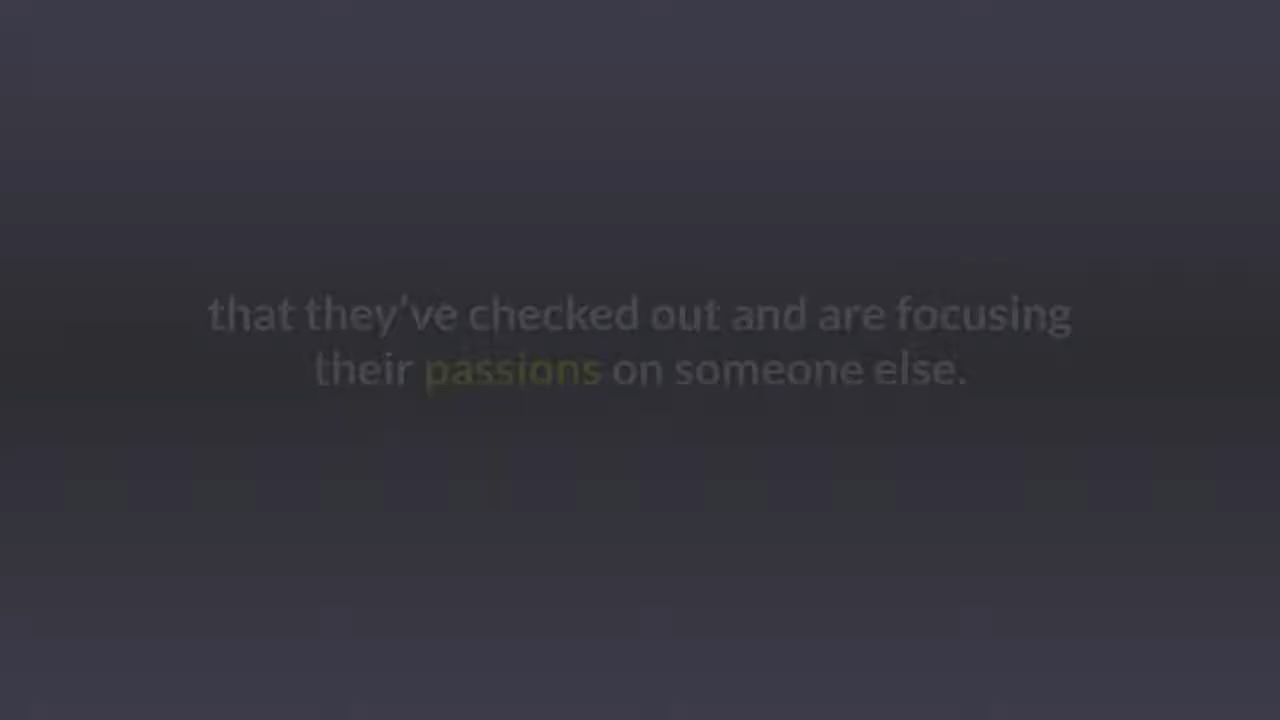 that they've checked out and are focusing
their passions on someone else.